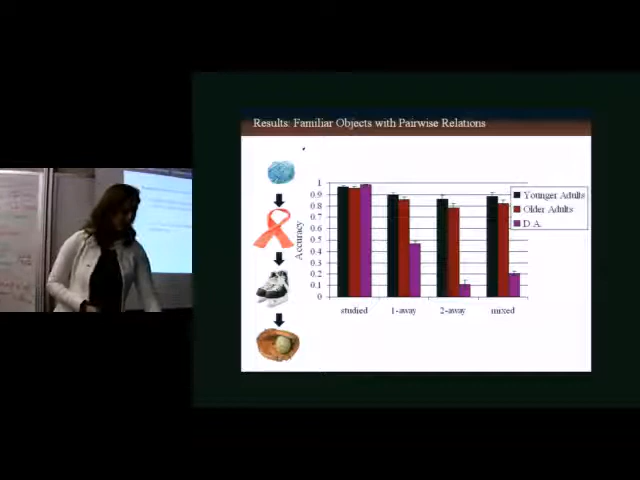 Results: Familiar Objects with Pairwise Relations
Accuracy
1
0.9
0.8
0.7
0.6
0.5
0.4
0.3
0.2
0.1
0
studied
1-away
2-away
mixed
Younger Adults
Older Adults
D.A.